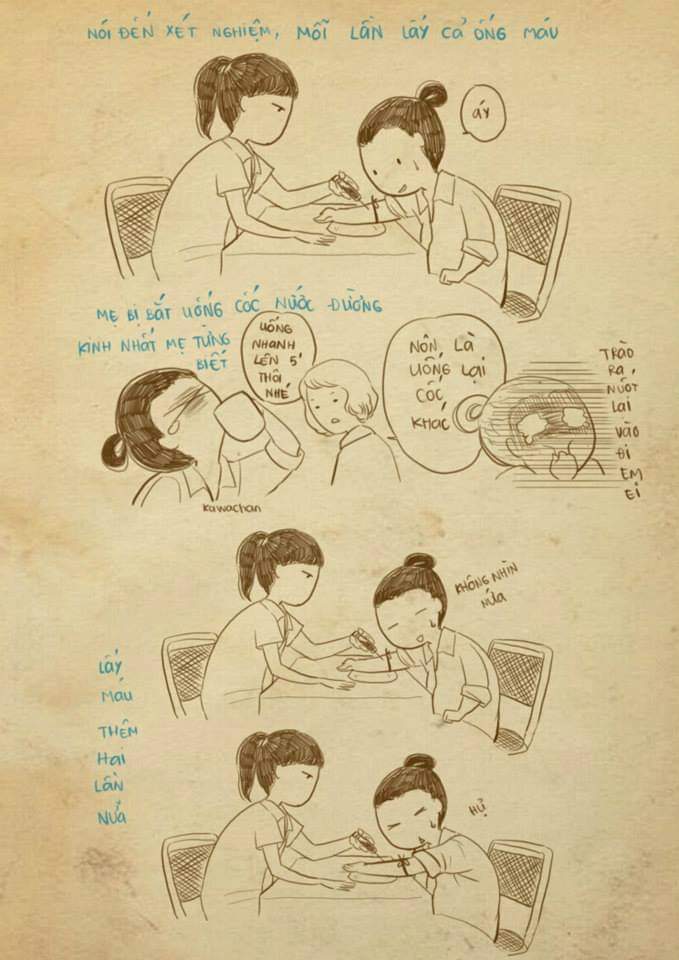 NÓI ĐẾN XÉT NGHIỆM, MỖI LẦN LẤY CẢ ỐNG MÁU
ÁY
MẸ BỊ BẮT UỐNG CỐC NƯỚC ĐƯỜNG
KINH NHẤT MẸ TỪNG
BIẾT
UỐNG
NHANH
LÊN 5'
THÔI
NHÉ
NÔN LÀ
UỐNG LẠI
CỐC
KHÁC
TRÀO
RA,
NUỐT
LẠI
VÀO
ĐI
EM
EI
kawachan
KHÔNG NHÌN
NỮA
LẤY
MÁU
THÊM
HAI
LẦN
NỮA
HỰ